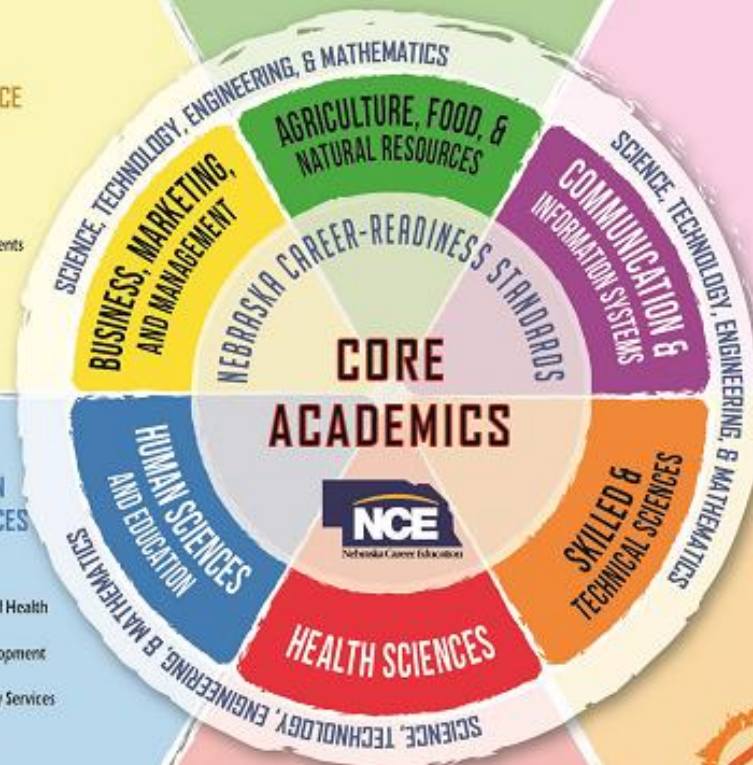 SCIENCE, TECHNOLOGY, ENGINEERING, & MATHEMATICS
AGRICULTURE, FOOD, &
NATURAL RESOURCES
COMMUNICATION &
INFORMATION SYSTEMS
SCIENCE, TECHNOLOGY, ENGINEERING, & MATHEMATICS
BUSINESS, MARKETING,
AND MANAGEMENT
NEBRASKA CAREER-READINESS STANDARDS
CORE
ACADEMICS
NCE
Nebraska Career Education
HUMAN SCIENCES
AND EDUCATION
SKILLED &
TECHNICAL SCIENCES
HEALTH SCIENCES
SCIENCE, TECHNOLOGY, ENGINEERING, & MATHEMATICS
CE
ents
N
CES
Health
opment
Services